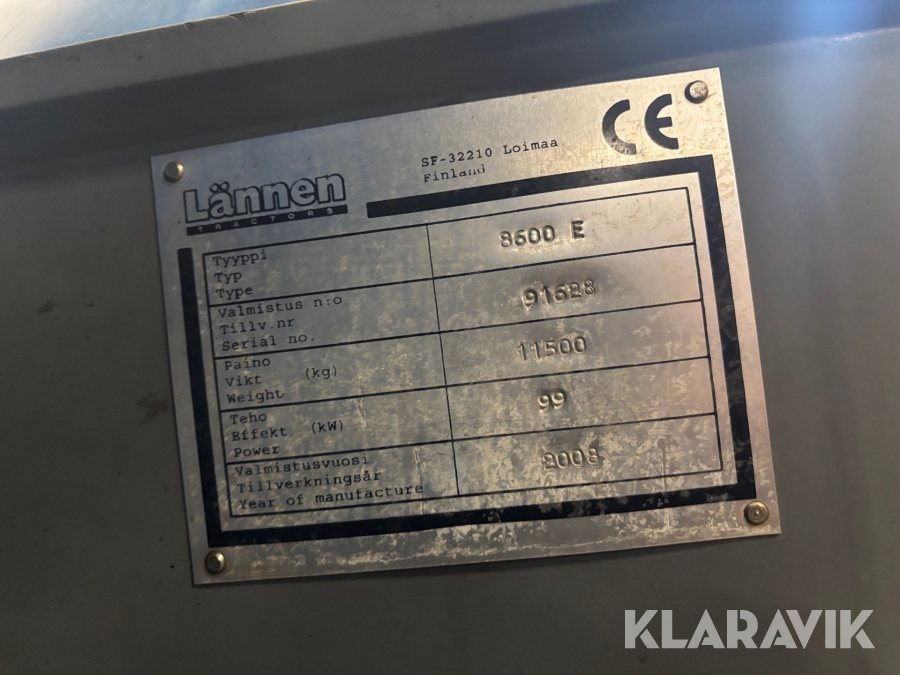 SF-32210 Loimaa
Finland
CE
Lännen
TRACTORS
Tyyppi
Typ
Type
8600 E
Valmistus n:o
Tillv.nr
Serial no.
91628
Paino
Vikt (kg)
Weight
11500
Teho
Effekt (kW)
Power
99
Valmistusvuosi
Tillverkningsår
Year of manufacture
2008
KLARAVIK